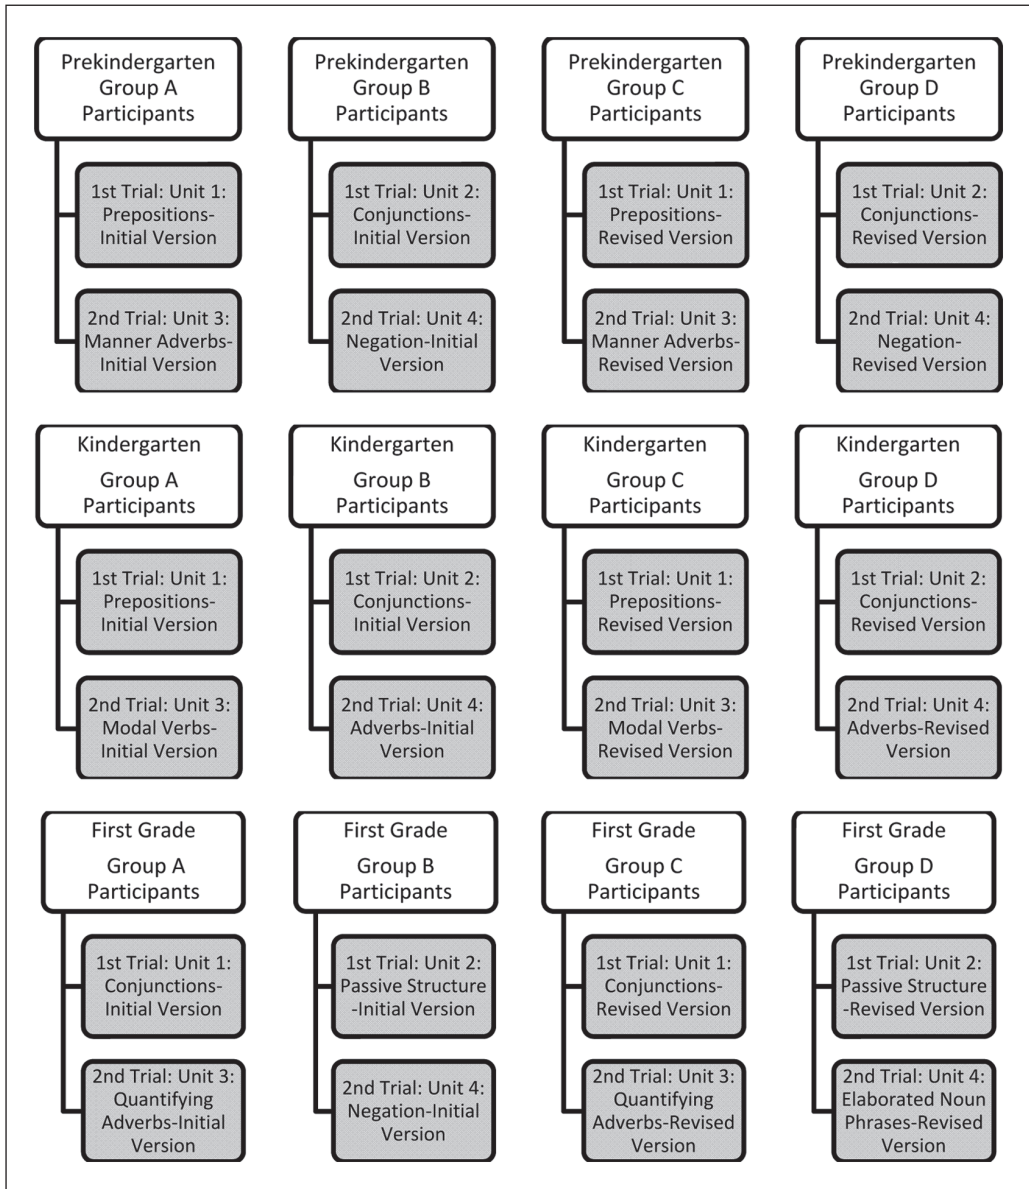 Prekindergarten
Group A
Participants
1st Trial: Unit 1:
Prepositions-
Initial Version
2nd Trial: Unit 3:
Manner Adverbs-
Initial Version
Prekindergarten
Group B
Participants
1st Trial: Unit 2:
Conjunctions-
Initial Version
2nd Trial: Unit 4:
Negation-Initial
Version
Prekindergarten
Group C
Participants
1st Trial: Unit 1:
Prepositions-
Revised Version
2nd Trial: Unit 3:
Manner Adverbs-
Revised Version
Prekindergarten
Group D
Participants
1st Trial: Unit 2:
Conjunctions-
Revised Version
2nd Trial: Unit 4:
Negation-
Revised Version
Kindergarten
Group A
Participants
1st Trial: Unit 1:
Prepositions-
Initial Version
2nd Trial: Unit 3:
Modal Verbs-
Initial Version
Kindergarten
Group B
Participants
1st Trial: Unit 2:
Conjunctions-
Initial Version
2nd Trial: Unit 4:
Adverbs-Initial
Version
Kindergarten
Group C
Participants
1st Trial: Unit 1:
Prepositions-
Revised Version
2nd Trial: Unit 3:
Modal Verbs-
Revised Version
Kindergarten
Group D
Participants
1st Trial: Unit 2:
Conjunctions-
Revised Version
2nd Trial: Unit 4:
Adverbs-Revised
Version
First Grade
Group A
Participants
1st Trial: Unit 1:
Conjunctions-
Initial Version
2nd Trial: Unit 3:
Quantifying
Adverbs-Initial
Version
First Grade
Group B
Participants
1st Trial: Unit 2:
Passive Structure
-Initial Version
2nd Trial: Unit 4:
Negation-Initial
Version
First Grade
Group C
Participants
1st Trial: Unit 1:
Conjunctions-
Revised Version
2nd Trial: Unit 3:
Quantifying
Adverbs-Revised
Version
First Grade
Group D
Participants
1st Trial: Unit 2:
Passive Structure
-Revised Version
2nd Trial: Unit 4:
Elaborated Noun
Phrases-Revised
Version